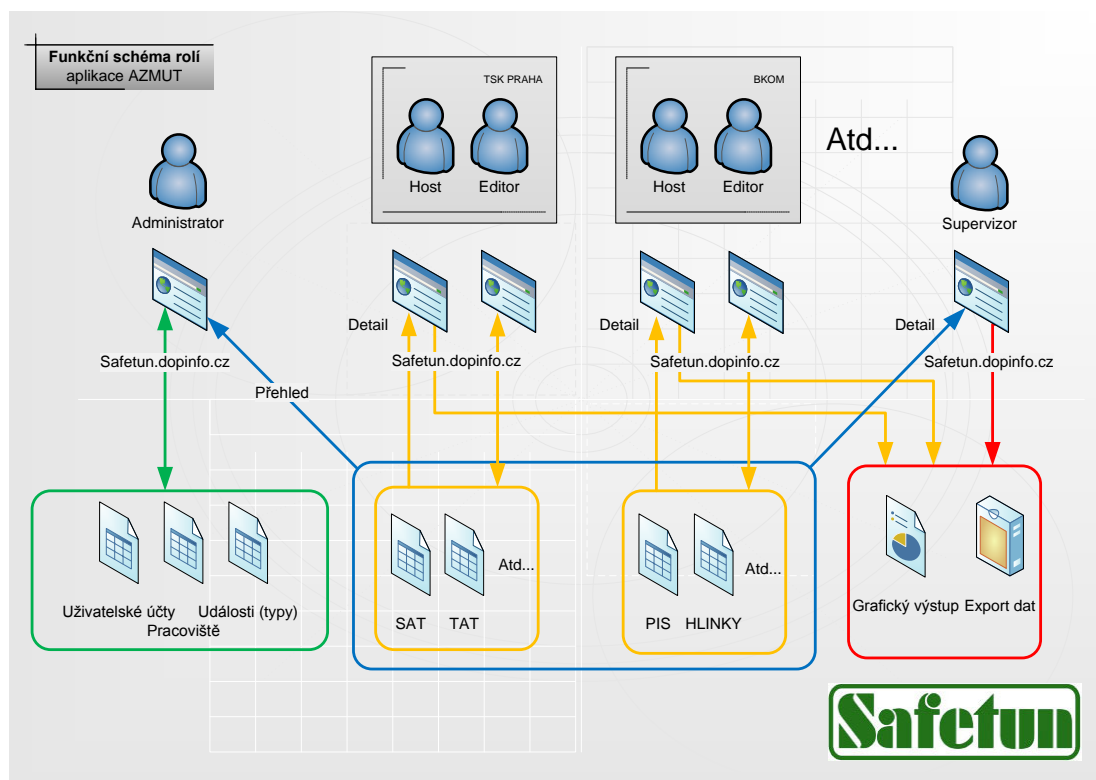 Funkční schéma rolí
aplikace AZMUT
TSK PRAHA
Host
Editor
BKOM
Host
Editor
Atd...
Administrator
Supervizor
Detail
Detail
Detail
Safetun.dopinfo.cz
Safetun.dopinfo.cz
Safetun.dopinfo.cz
Safetun.dopinfo.cz
Přehled
Atd...
Atd...
Uživatelské účty
Události (typy)
Pracoviště
SAT
TAT
PIS
HLINKY
Grafický výstup
Export dat
Safetun